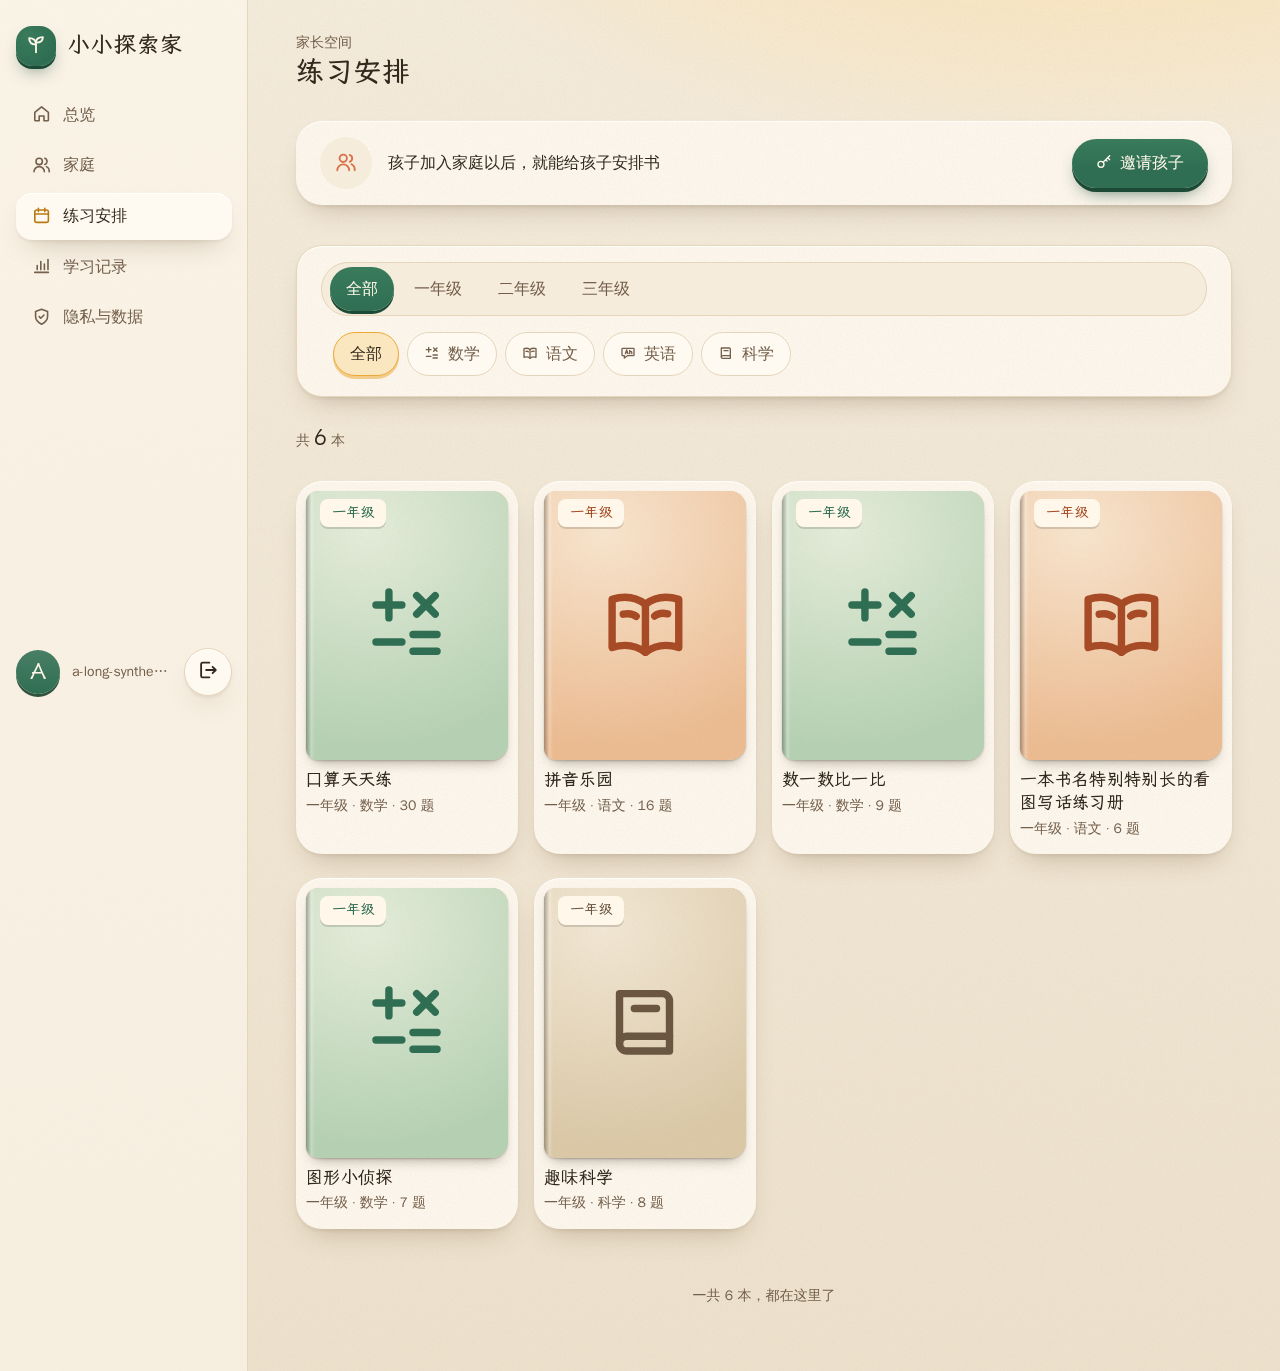 小小探索家
总览
家庭
练习安排
学习记录
隐私与数据
a-long-synthe…
A
家长空间
练习安排
孩子加入家庭以后，就能给孩子安排书
邀请孩子
全部 一年级 二年级 三年级
全部 数学 语文 英语 科学
共 6 本
一年级
口算天天练
一年级 · 数学 · 30 题
一年级
拼音乐园
一年级 · 语文 · 16 题
一年级
数一数比一比
一年级 · 数学 · 9 题
一年级
一本书名特别特别长的看
图写话练习册
一年级 · 语文 · 6 题
一年级
图形小侦探
一年级 · 数学 · 7 题
一年级
趣味科学
一年级 · 科学 · 8 题
一共 6 本，都在这里了